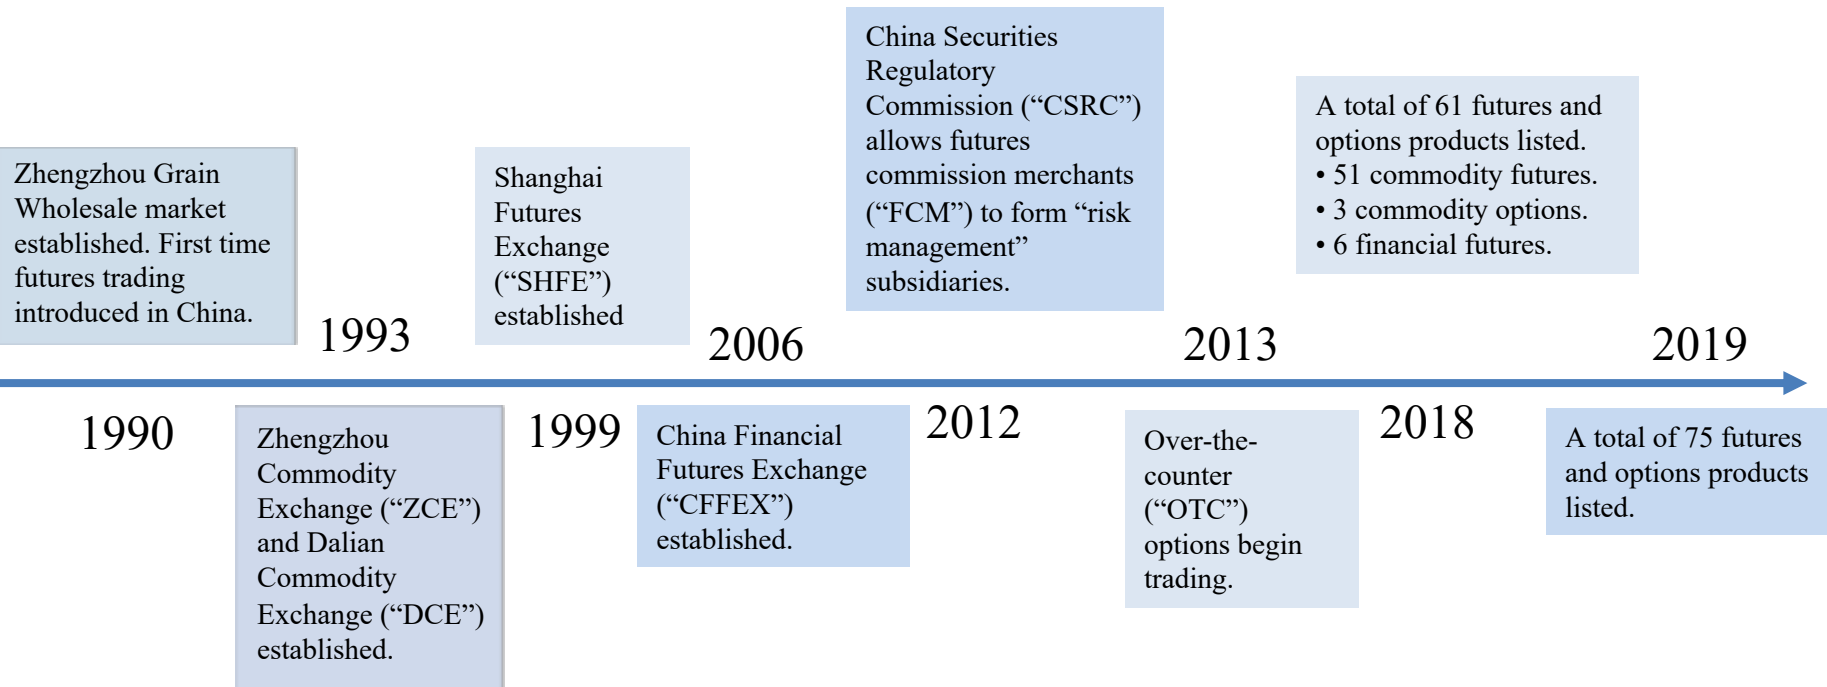 Zhengzhou Grain
Wholesale market
established. First time
futures trading
introduced in China.
1990
1993
Zhengzhou
Commodity
Exchange (“ZCE”)
and Dalian
Commodity
Exchange (“DCE”)
established.
Shanghai
Futures
Exchange
(“SHFE”)
established
1999
2006
China Financial
Futures Exchange
(“CFFEX”)
established.
China Securities
Regulatory
Commission (“CSRC”)
allows futures
commission merchants
(“FCM”) to form “risk
management”
subsidiaries.
2012
2013
Over-the-
counter
(“OTC”)
options begin
trading.
A total of 61 futures and
options products listed.
• 51 commodity futures.
• 3 commodity options.
• 6 financial futures.
2018
2019
A total of 75 futures
and options products
listed.